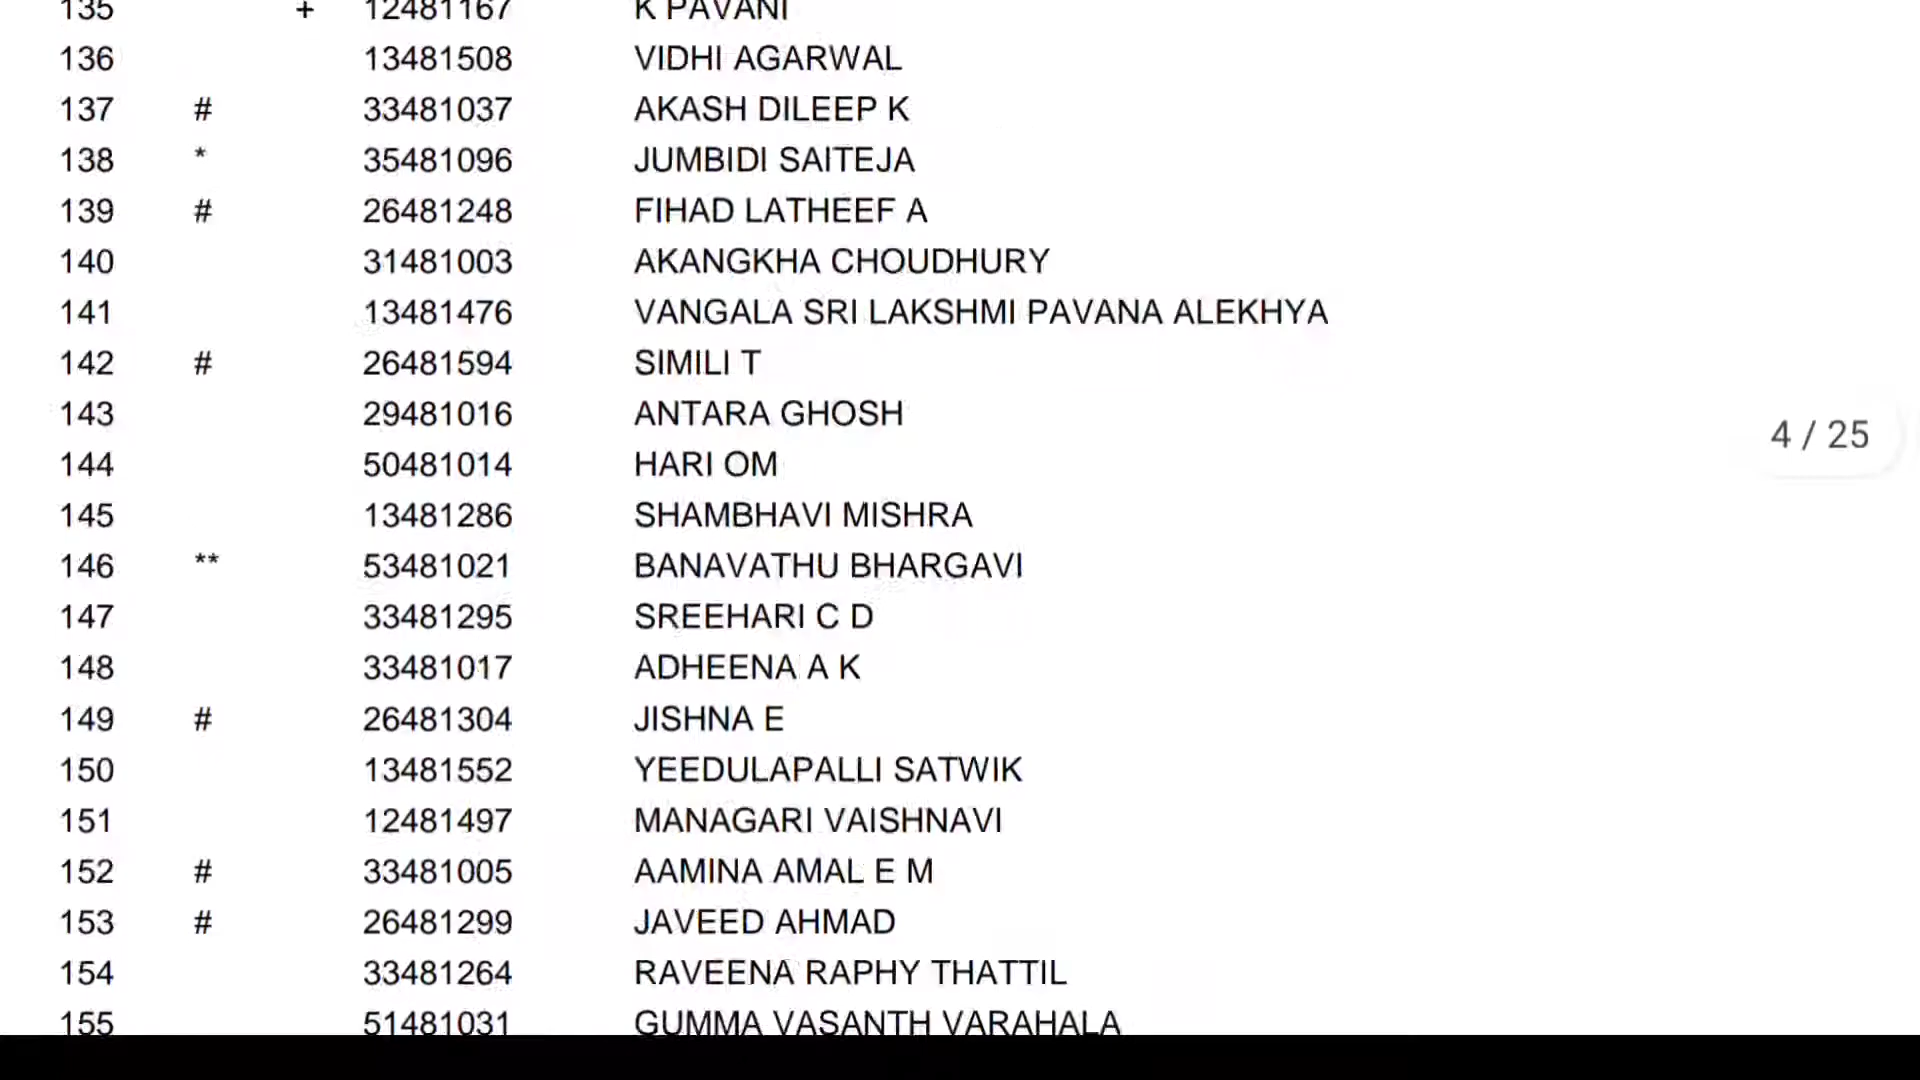 135 + 12481167 K PAVANI
136 13481508 VIDHI AGARWAL
137 # 33481037 AKASH DILEEP K
138 * 35481096 JUMBIDI SAITEJA
139 # 26481248 FIHAD LATHEEF A
140 31481003 AKANGKHA CHOUDHURY
141 13481476 VANGALA SRI LAKSHMI PAVANA ALEKHYA
142 # 26481594 SIMILI T
143 29481016 ANTARA GHOSH
4 / 25
144 50481014 HARI OM
145 13481286 SHAMBHAVI MISHRA
146 ** 53481021 BANAVATHU BHARGAVI
147 33481295 SREEHARI C D
148 33481017 ADHEENA A K
149 # 26481304 JISHNA E
150 13481552 YEEDULAPALLI SATWIK
151 12481497 MANAGARI VAISHNAVI
152 # 33481005 AAMINA AMAL E M
153 # 26481299 JAVEED AHMAD
154 33481264 RAVEENA RAPHY THATTIL
155 51481031 GUMMA VASANTH VARAHALA